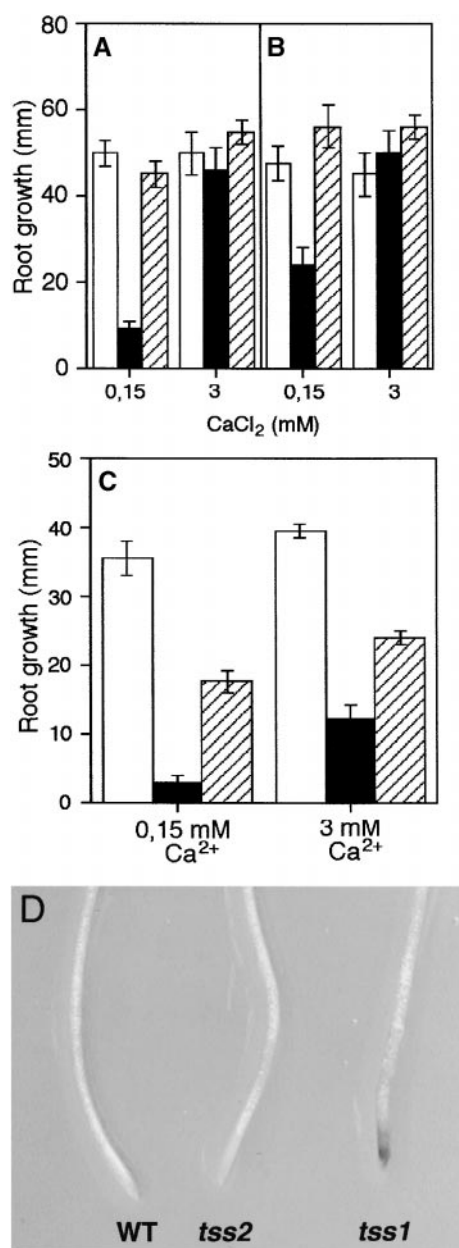 80
A
B
60
40
20
0
Root growth (mm)
0,15
3
0,15
3
CaCl₂ (mM)
50
C
40
30
20
10
0
Root growth (mm)
0,15 mM
Ca²⁺
3 mM
Ca²⁺
D
WT
tss2
tss1